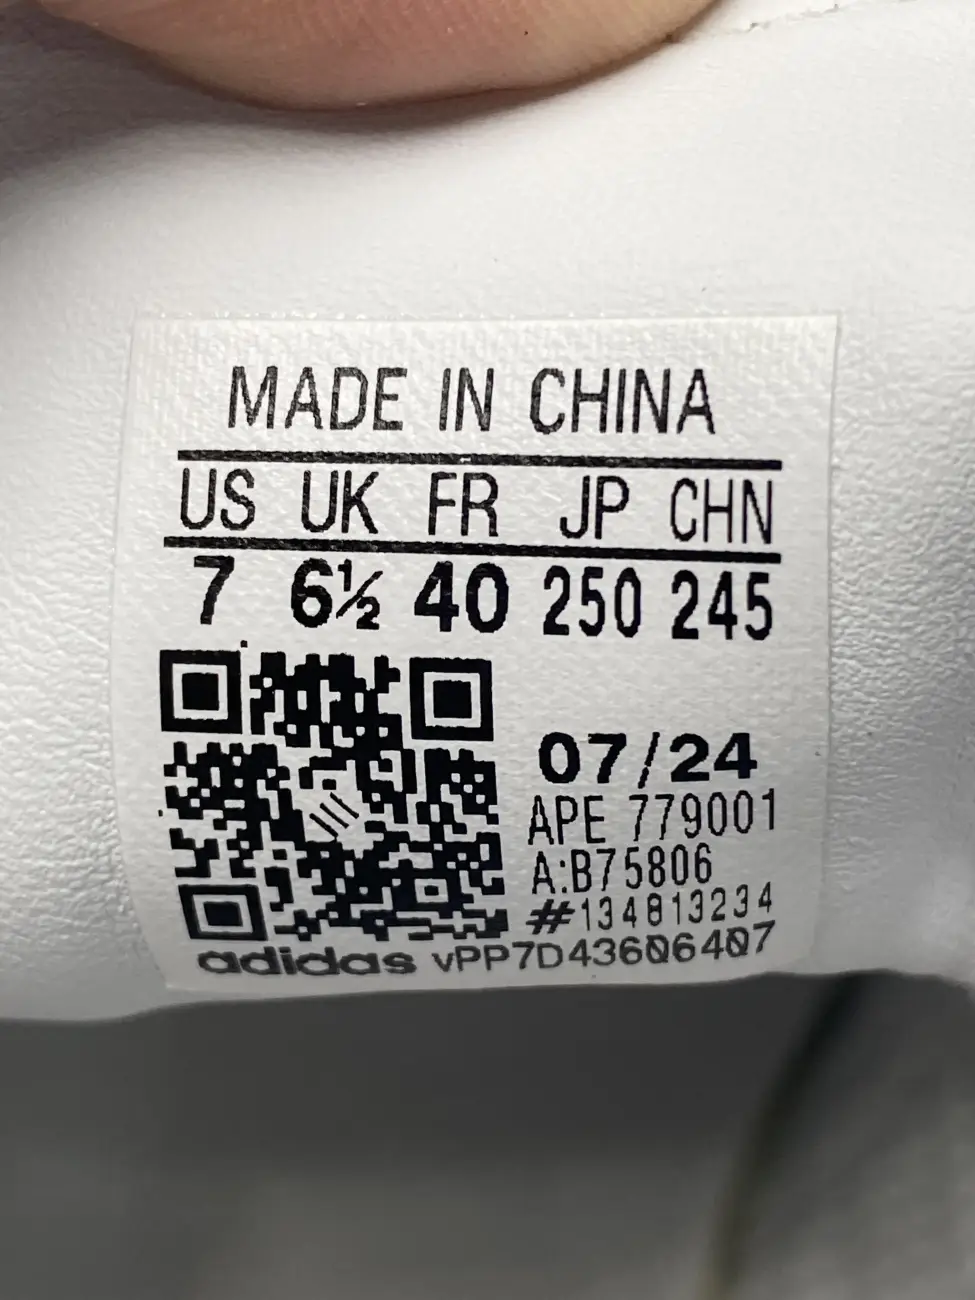 MADE IN CHINA
US UK FR JP CHN
7 6½ 40 250 245
07/24
APE 779001
A:B75806
#134813234
adidas vPP7D43606407